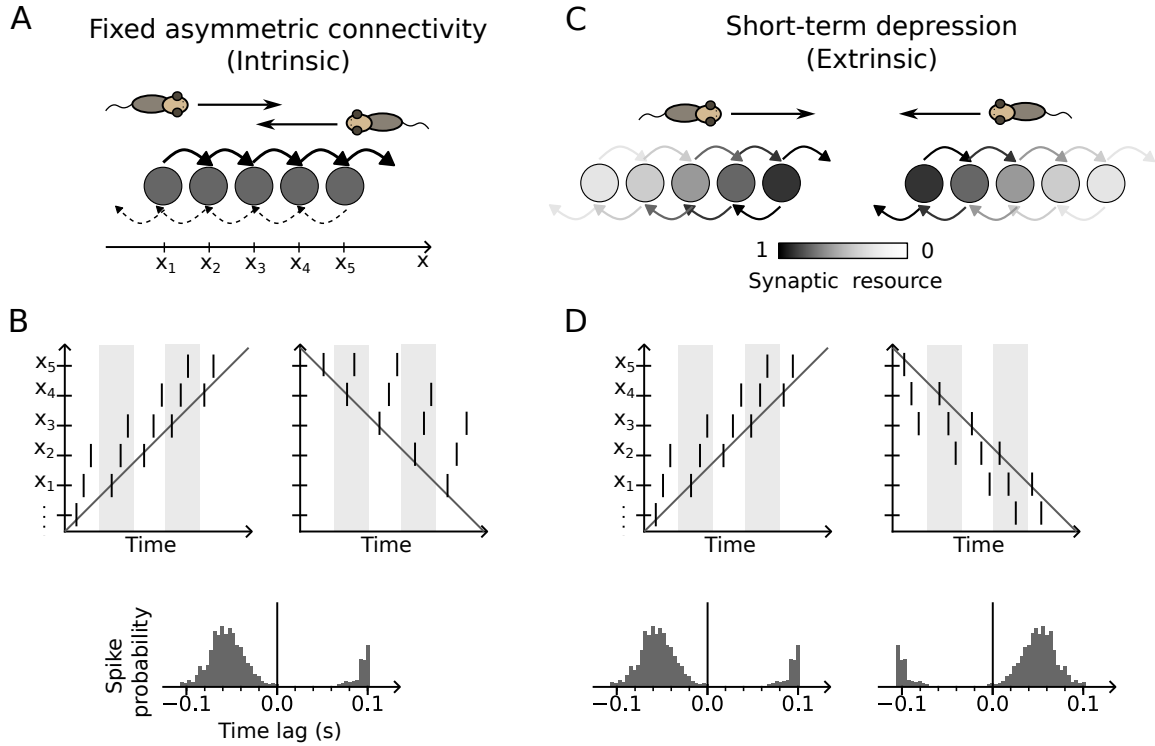 A
Fixed asymmetric connectivity
(Intrinsic)
x₁ x₂ x₃ x₄ x₅ x
C
Short-term depression
(Extrinsic)
1 0
Synaptic resource
B
x₅
x₄
x₃
x₂
x₁
⋮
Time Time
Spike
probability
−0.1 0.0 0.1
Time lag (s)
D
x₅
x₄
x₃
x₂
x₁
⋮
Time Time
−0.1 0.0 0.1 −0.1 0.0 0.1